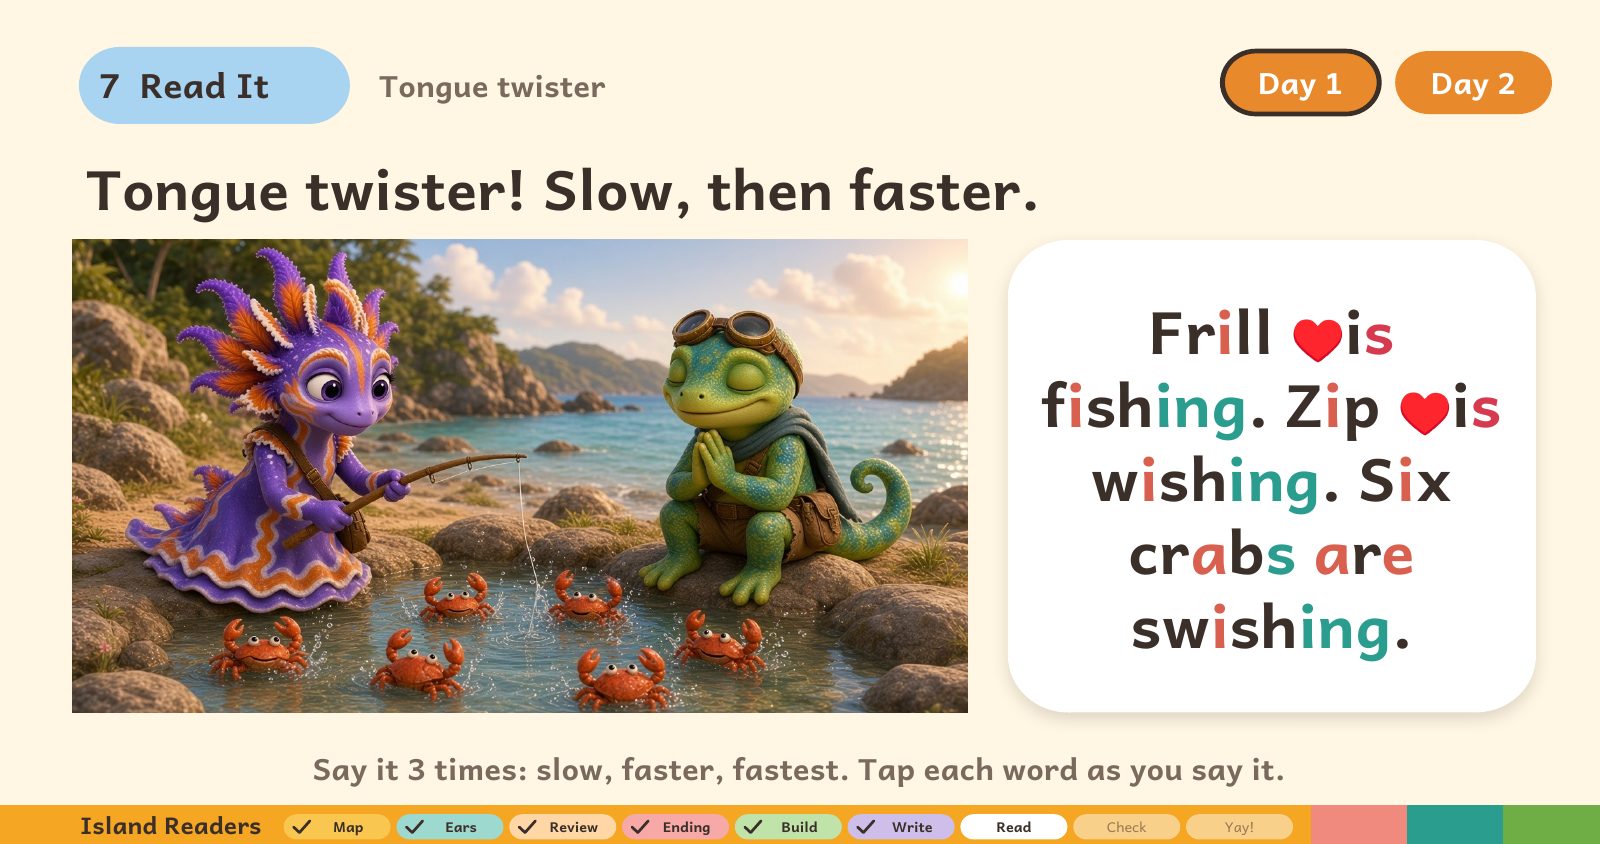 7 Read It
Tongue twister
Day 1
Day 2
Tongue twister! Slow, then faster.
Frill ❤️is
fishing. Zip ❤️is
wishing. Six
crabs are
swishing.
Say it 3 times: slow, faster, fastest. Tap each word as you say it.
Island Readers
Map
Ears
Review
Ending
Build
Write
Read
Check
Yay!